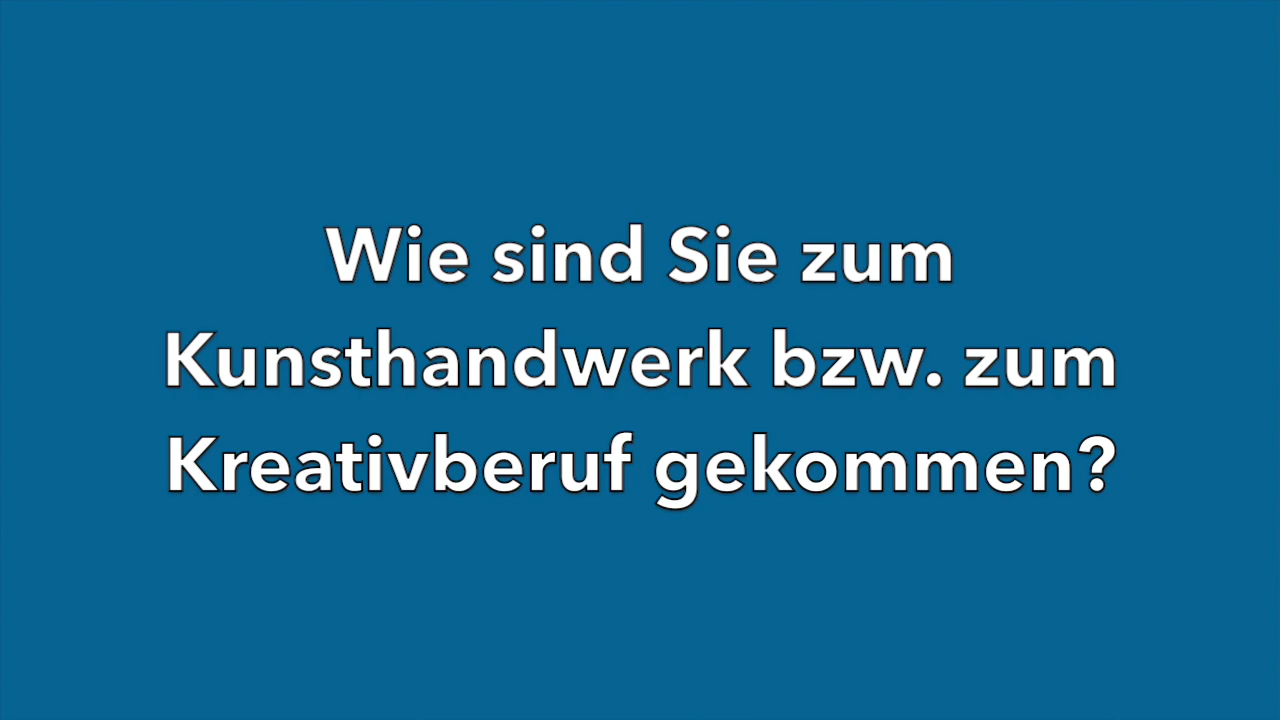 Wie sind Sie zum
Kunsthandwerk bzw. zum
Kreativberuf gekommen?